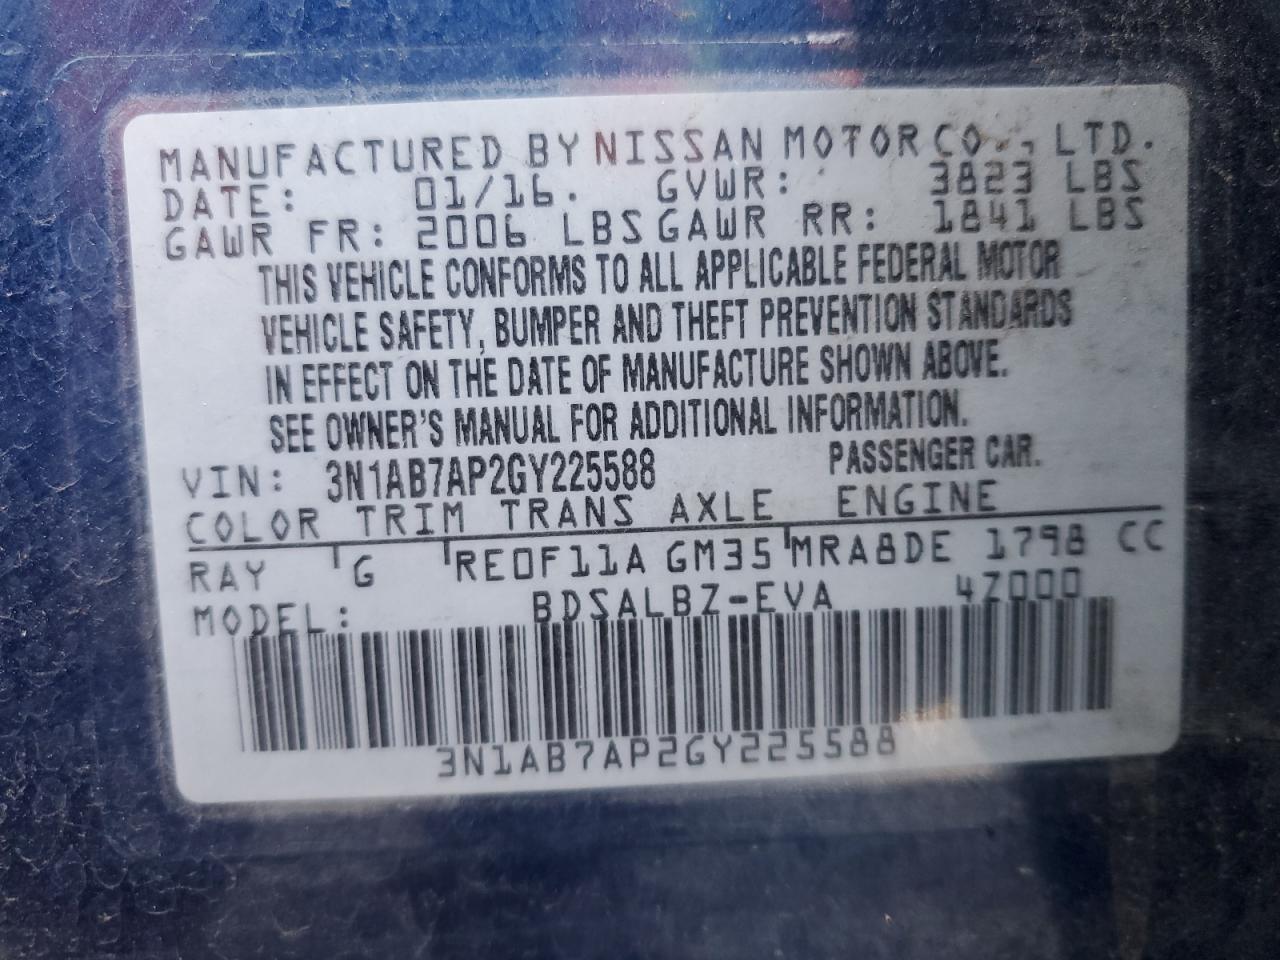 MANUFACTURED BY NISSAN MOTOR CO., LTD.
DATE: 01/16. GVWR: 3823 LBS
GAWR FR: 2006 LBS GAWR RR: 1841 LBS
THIS VEHICLE CONFORMS TO ALL APPLICABLE FEDERAL MOTOR
VEHICLE SAFETY, BUMPER AND THEFT PREVENTION STANDARDS
IN EFFECT ON THE DATE OF MANUFACTURE SHOWN ABOVE.
SEE OWNER'S MANUAL FOR ADDITIONAL INFORMATION.
VIN: 3N1AB7AP2GY225588 PASSENGER CAR.
COLOR TRIM TRANS AXLE ENGINE
RAY G RE0F11A GM35 MRA8DE 1798 CC
MODEL: BDSALBZ-EVA 4Z000
3N1AB7AP2GY225588